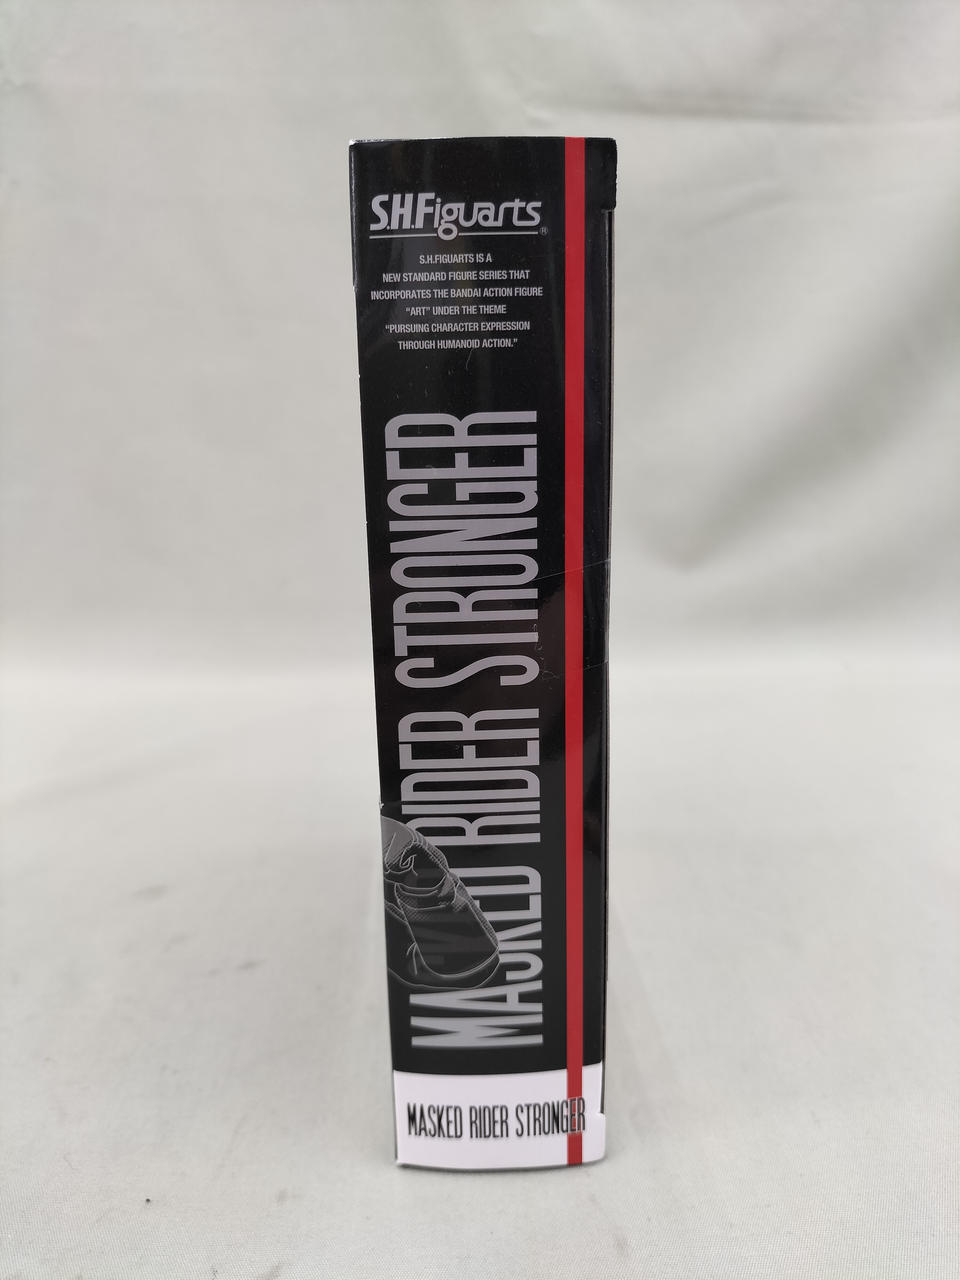 S.H.Figuarts®
S.H.FIGUARTS IS A
NEW STANDARD FIGURE SERIES THAT
INCORPORATES THE BANDAI ACTION FIGURE
"ART" UNDER THE THEME
"PURSUING CHARACTER EXPRESSION
THROUGH HUMANOID ACTION."
MASKED RIDER STRONGER
MASKED RIDER STRONGER